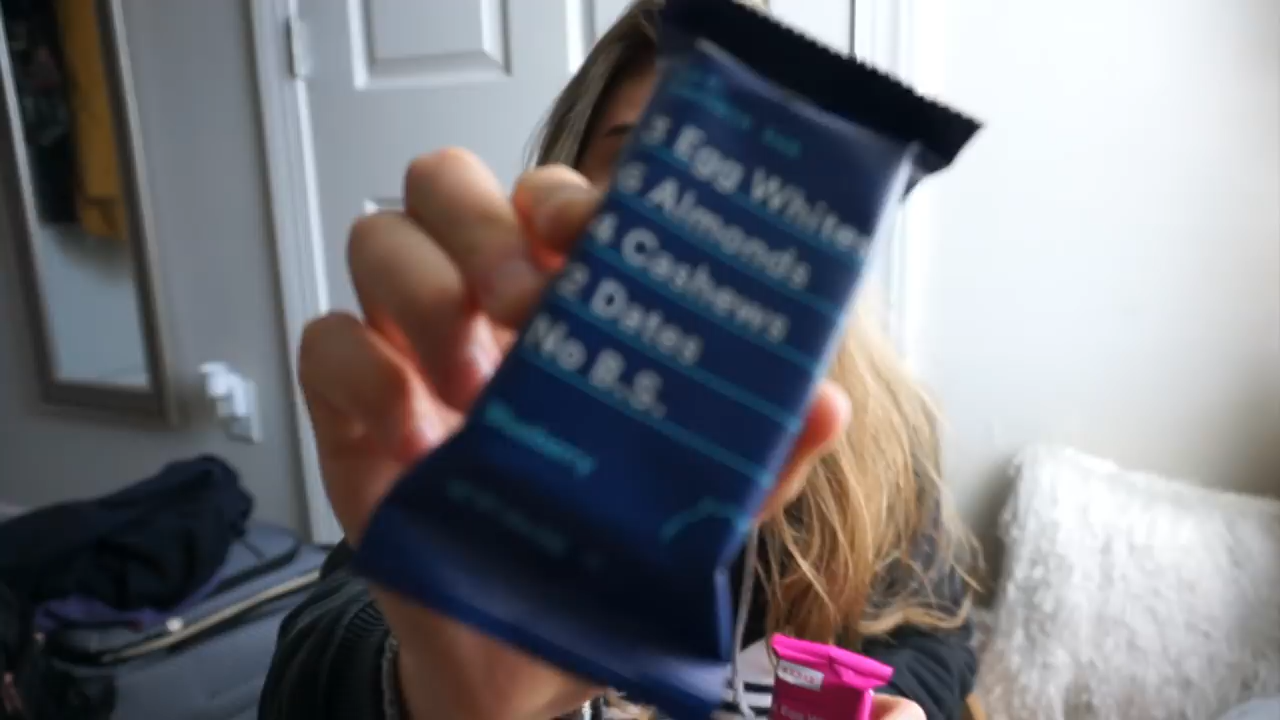 3 Egg Whites
6 Almonds
4 Cashews
2 Dates
No B.S.
Blueberry